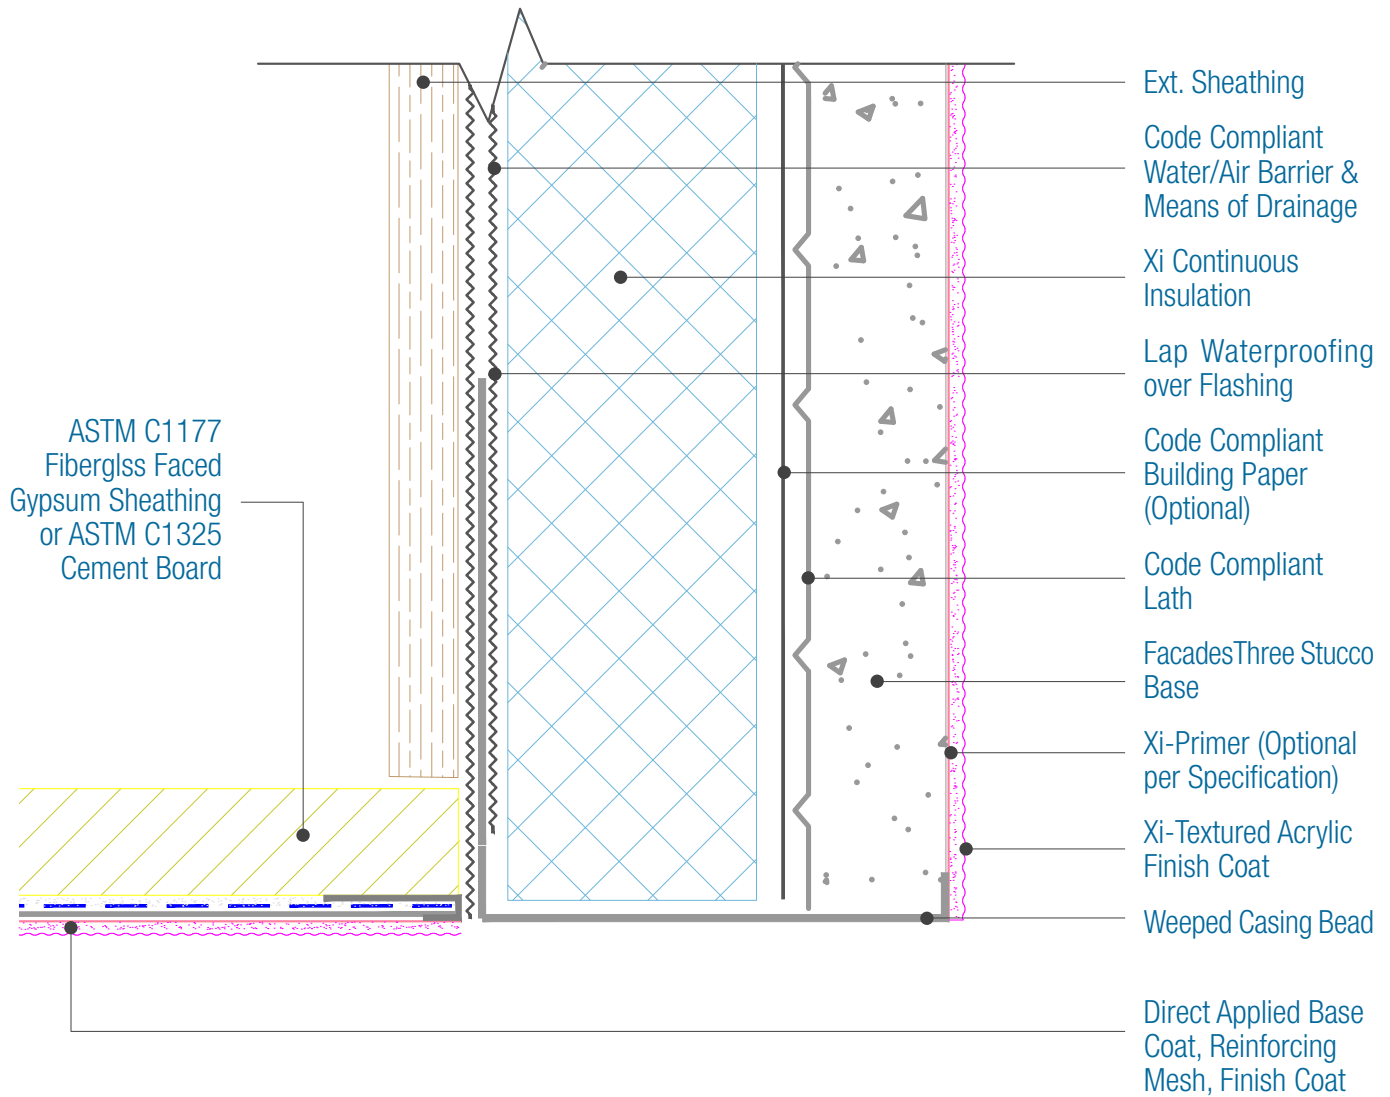 Ext. Sheathing
Code Compliant
Water/Air Barrier &
Means of Drainage
Xi Continuous
Insulation
Lap Waterproofing
over Flashing
ASTM C1177
Fiberglss Faced
Gypsum Sheathing
or ASTM C1325
Cement Board
Code Compliant
Building Paper
(Optional)
Code Compliant
Lath
FacadesThree Stucco
Base
Xi-Primer (Optional
per Specification)
Xi-Textured Acrylic
Finish Coat
Weeped Casing Bead
Direct Applied Base
Coat, Reinforcing
Mesh, Finish Coat